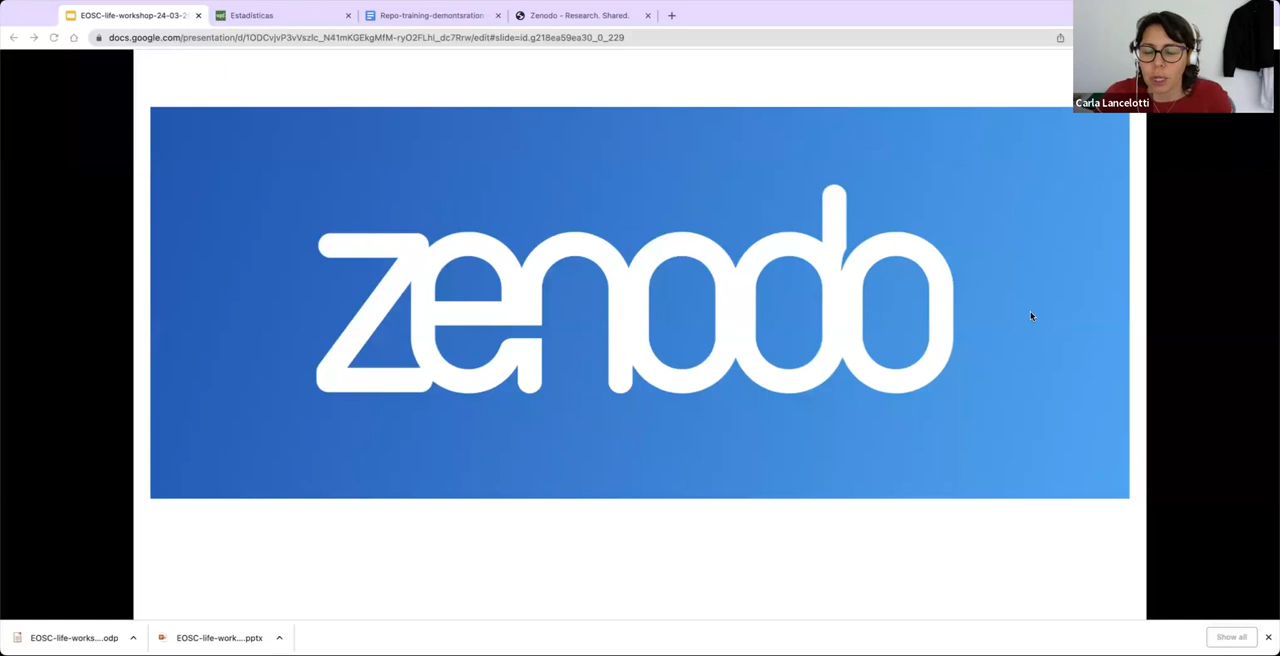 EOSC-life-workshop-24-03-2
Estadísticas
Repo-training-demontsration
Zenodo - Research. Shared.
docs.google.com/presentation/d/1ODCvjvP3vVszlc_N41mKGEkgMfM-ryO2FLhl_dc7Rrw/edit#slide=id.g218ea59ea30_0_229
Carla Lancelotti
zenodo
EOSC-life-works....odp
EOSC-life-work....pptx
Show all